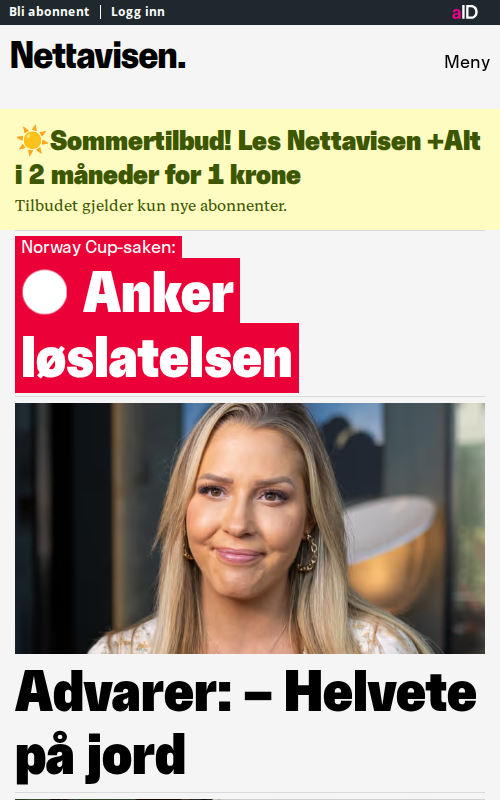 Bli abonnent
Logg inn
aID
Nettavisen.
Meny
☀️Sommertilbud! Les Nettavisen +Alt
i 2 måneder for 1 krone
Tilbudet gjelder kun nye abonnenter.
Norway Cup-saken:
Anker
løslatelsen
Advarer: – Helvete
på jord